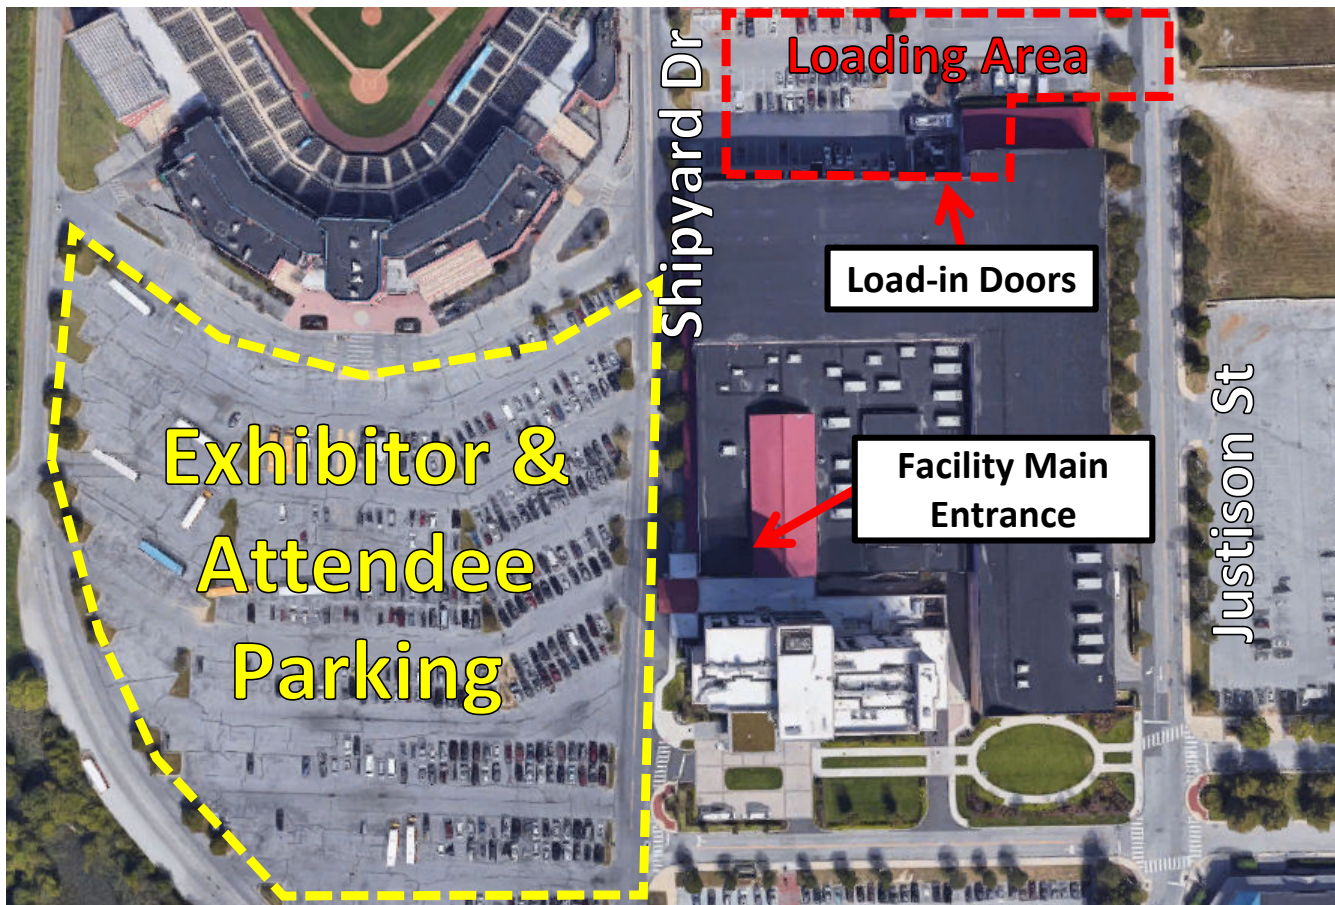 Loading Area
Shipyard Dr
Load-in Doors
Justison St
Exhibitor &
Attendee
Parking
Facility Main
Entrance